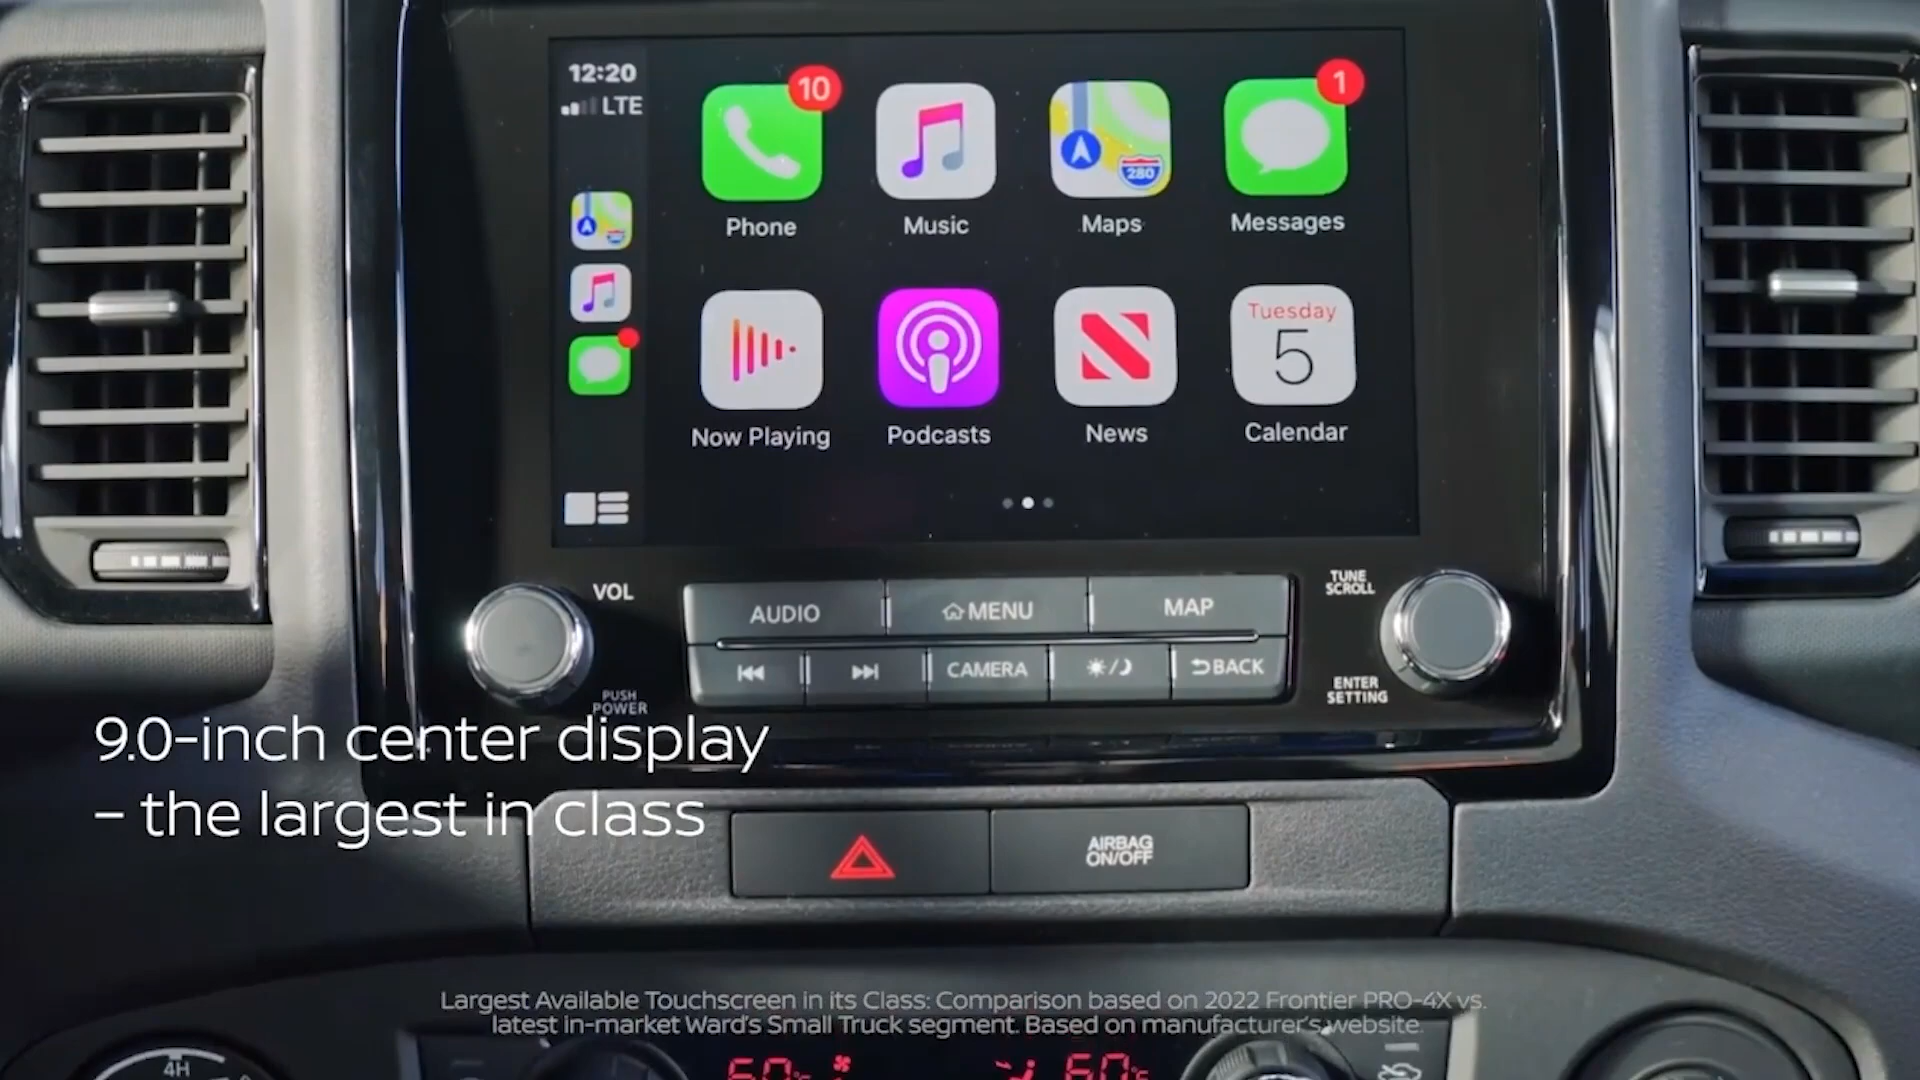 12:20
LTE
10
1
280
Phone
Music
Maps
Messages
Tuesday
5
Now Playing
Podcasts
News
Calendar
VOL
TUNE
SCROLL
AUDIO
MENU
MAP
CAMERA
BACK
PUSH
POWER
ENTER
SETTING
9.0-inch center display
– the largest in class
AIRBAG
ON/OFF
Largest Available Touchscreen in its Class: Comparison based on 2022 Frontier PRO-4X vs.
latest in-market Ward's Small Truck segment. Based on manufacturer's website.
4H
60
60